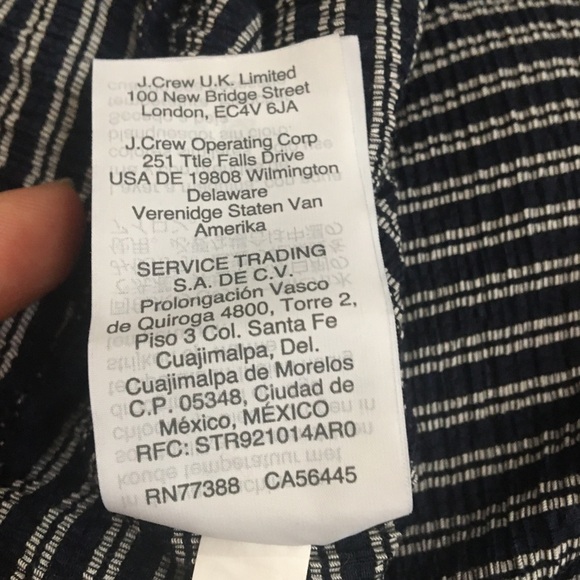 J.Crew U.K. Limited
100 New Bridge Street
London, EC4V 6JA
J.Crew Operating Corp
251 Ttle Falls Drive
USA DE 19808 Wilmington
Delaware
Verenidge Staten Van
Amerika
SERVICE TRADING
S.A. DE C.V.
Prolongación Vasco
de Quiroga 4800, Torre 2,
Piso 3 Col. Santa Fe
Cuajimalpa, Del.
Cuajimalpa de Morelos
C.P. 05348, Ciudad de
México, MÉXICO
RFC: STR921014AR0
RN77388 CA56445